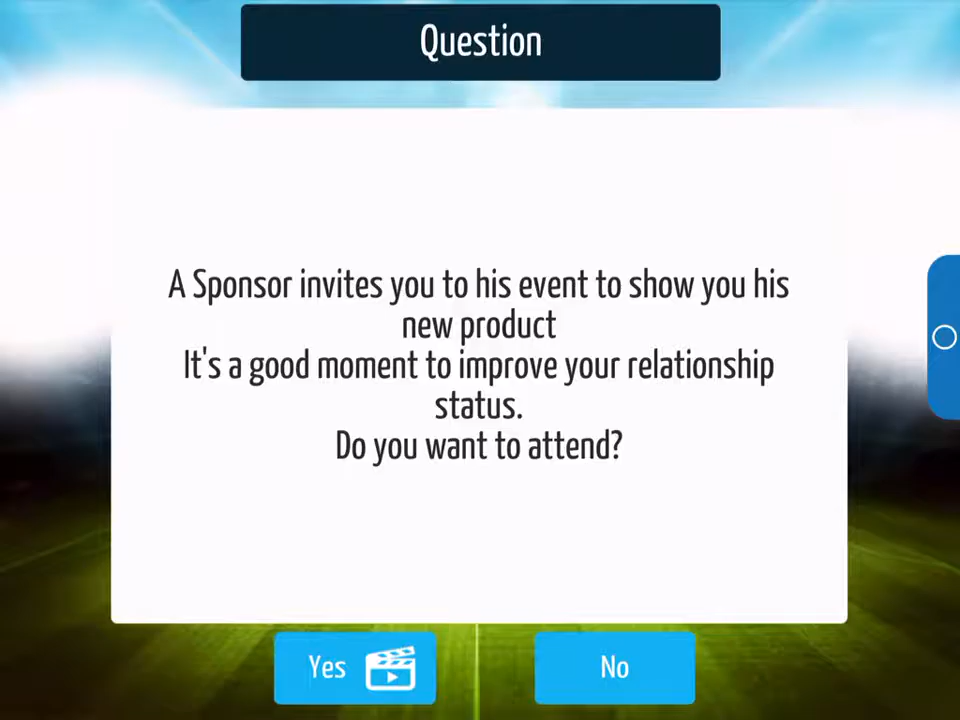 Question
A Sponsor invites you to his event to show you his
new product
It's a good moment to improve your relationship
status.
Do you want to attend?
Yes
No